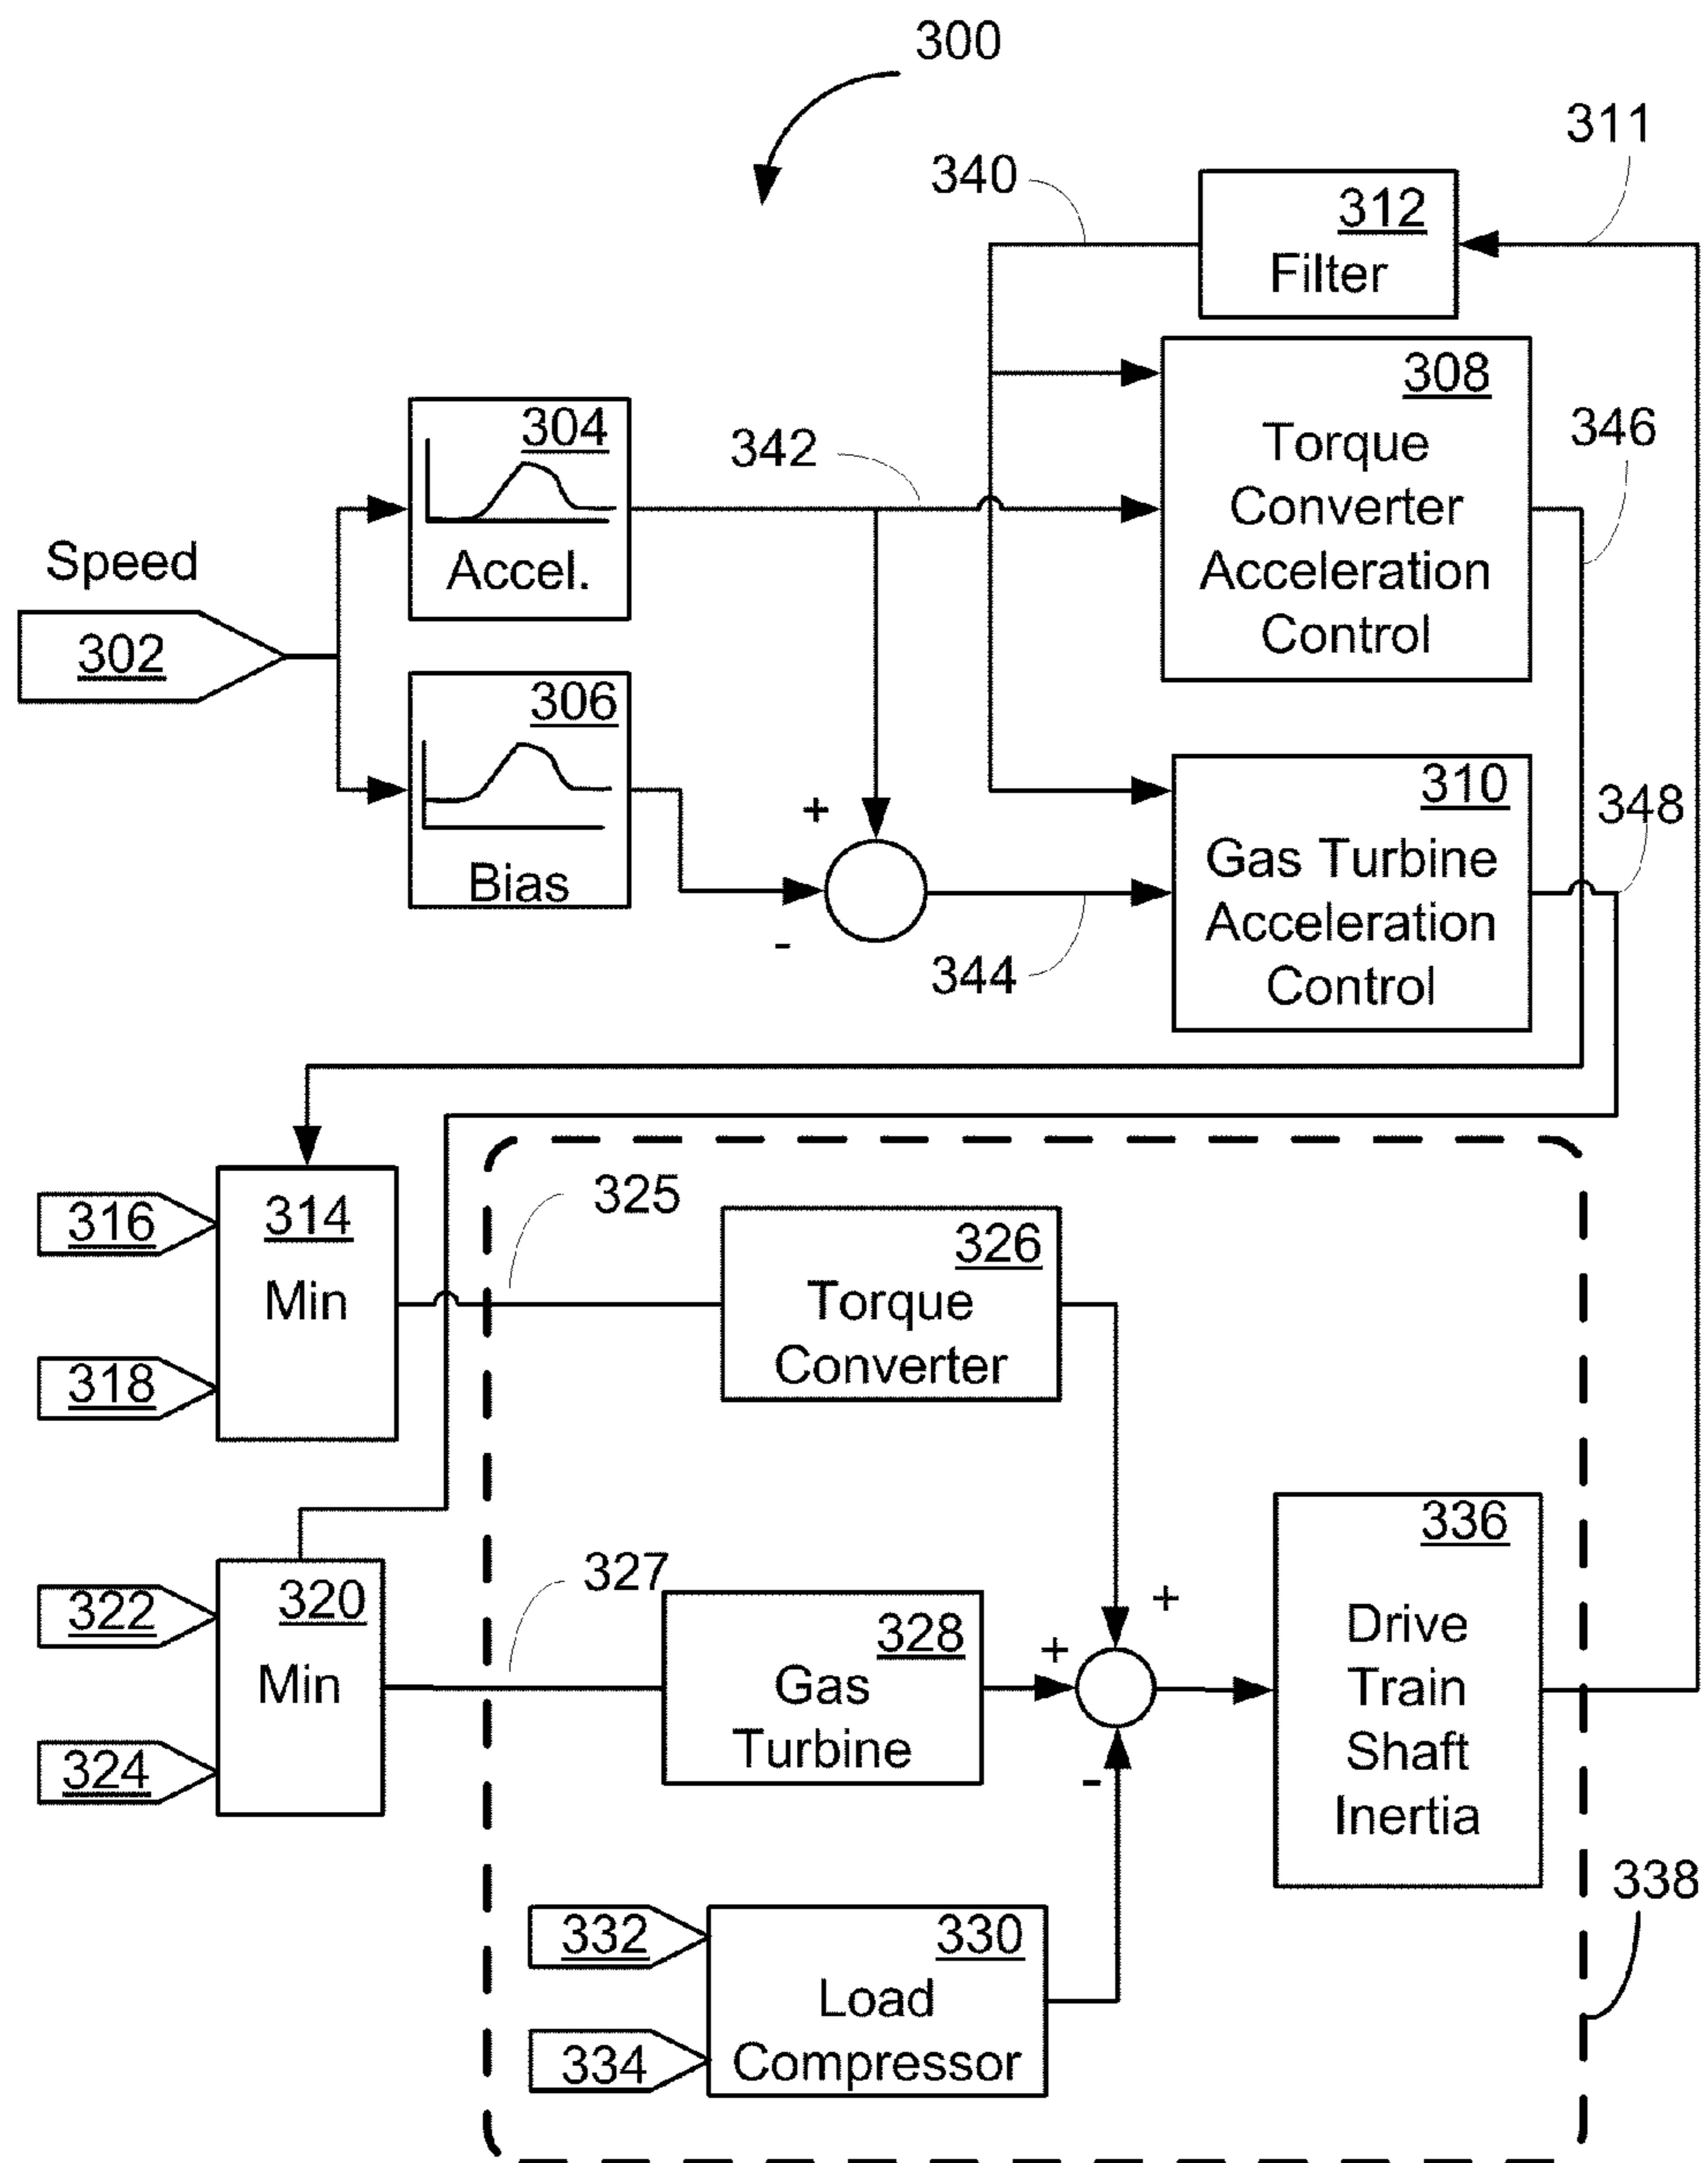 300
311
340
312
Filter
308
Torque
Converter
Acceleration
Control
346
304
Accel.
342
Speed
302
306
Bias
+
-
344
310
Gas Turbine
Acceleration
Control
348
316
314
Min
318
325
326
Torque
Converter
322
320
Min
324
327
328
Gas
Turbine
+
+
-
336
Drive
Train
Shaft
Inertia
332
330
Load
Compressor
334
338